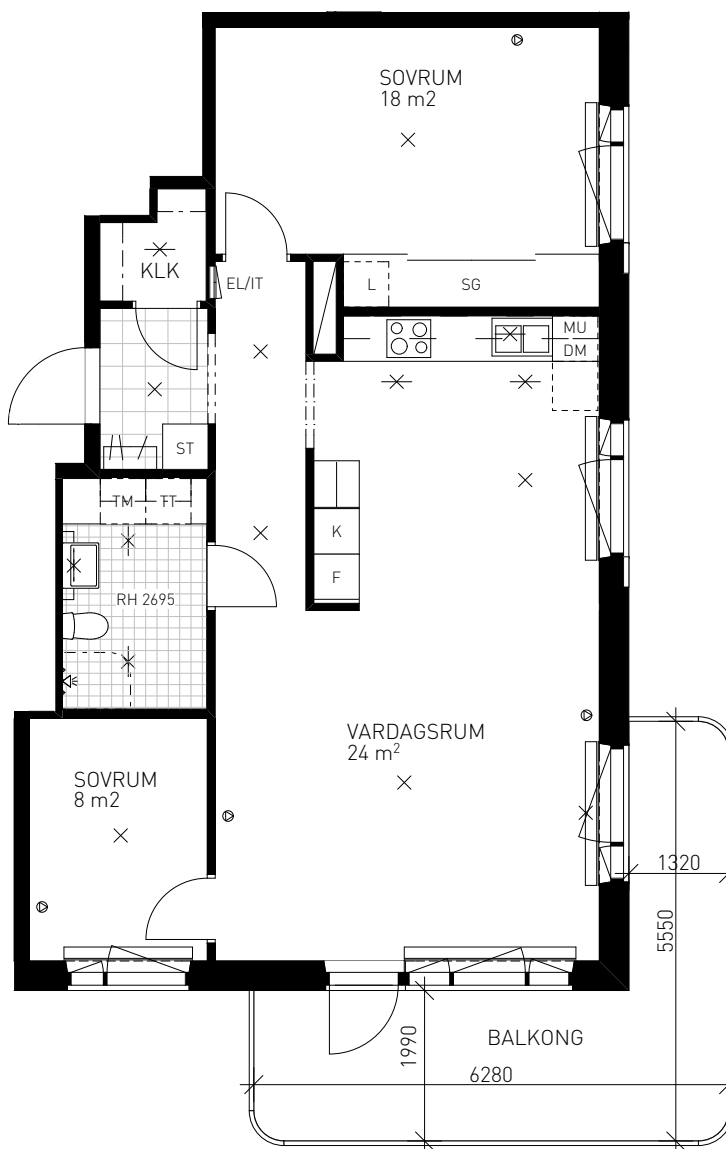 SOVRUM
18 m2
KLK
EL/IT
L
SG
MU
DM
ST
TM
TT
K
F
RH 2695
VARDAGSRUM
24 m²
SOVRUM
8 m2
1320
5550
1990
BALKONG
6280